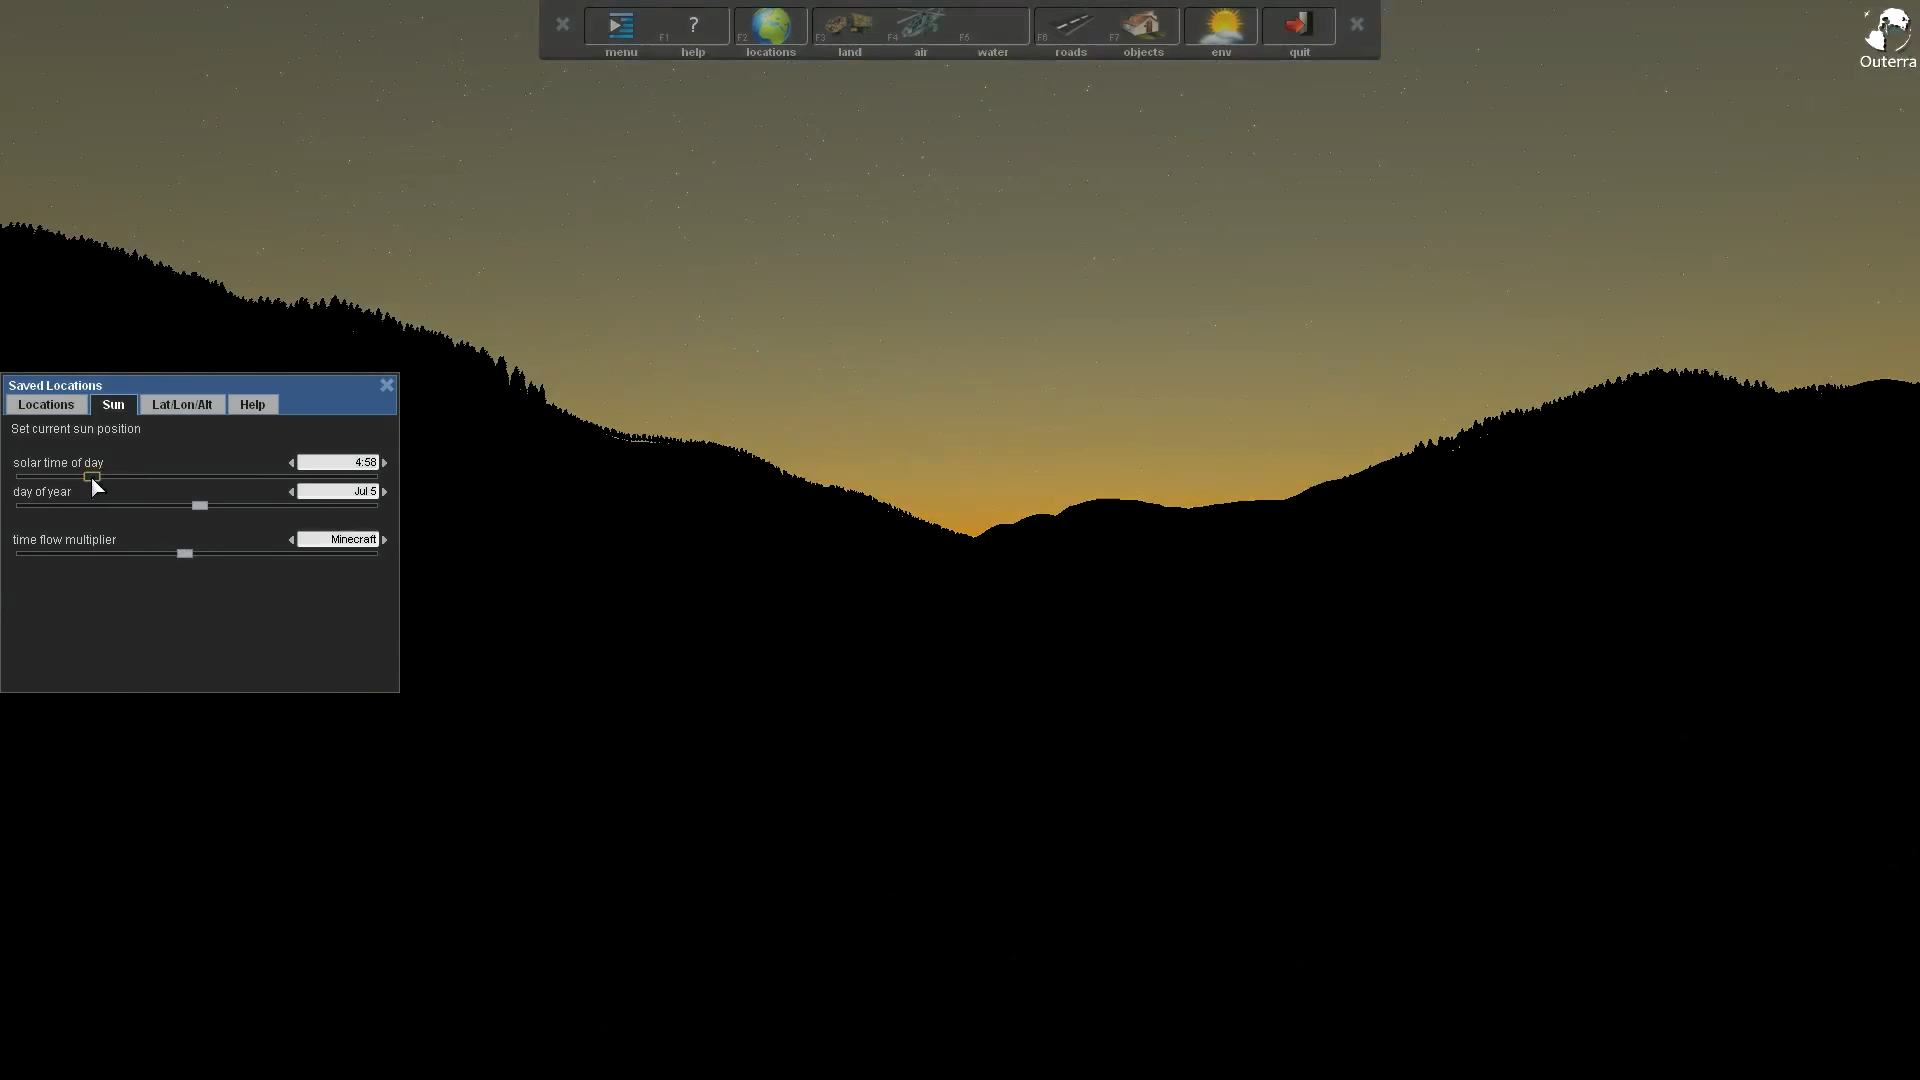 F1 F2 F3 F4 F5 F6 F7
?
menu help locations land air water roads objects env quit
Outerra
Saved Locations
Locations Sun Lat/Lon/Alt Help
Set current sun position
solar time of day 4:58
day of year Jul 5
time flow multiplier Minecraft